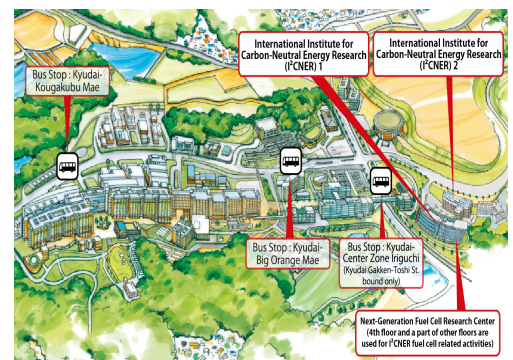 International Institute for
Carbon-Neutral Energy Research
(I²CNER) 1
International Institute for
Carbon-Neutral Energy Research
(I²CNER) 2
Bus Stop : Kyudai-
Kougakubu Mae
Bus Stop : Kyudai-
Big Orange Mae
Bus Stop : Kyudai-
Center Zone Iriguchi
(Kyudai Gakken-Toshi St.
bound only)
Next-Generation Fuel Cell Research Center
(4th floor and a part of other floors are
used for I²CNER fuel cell related activities)